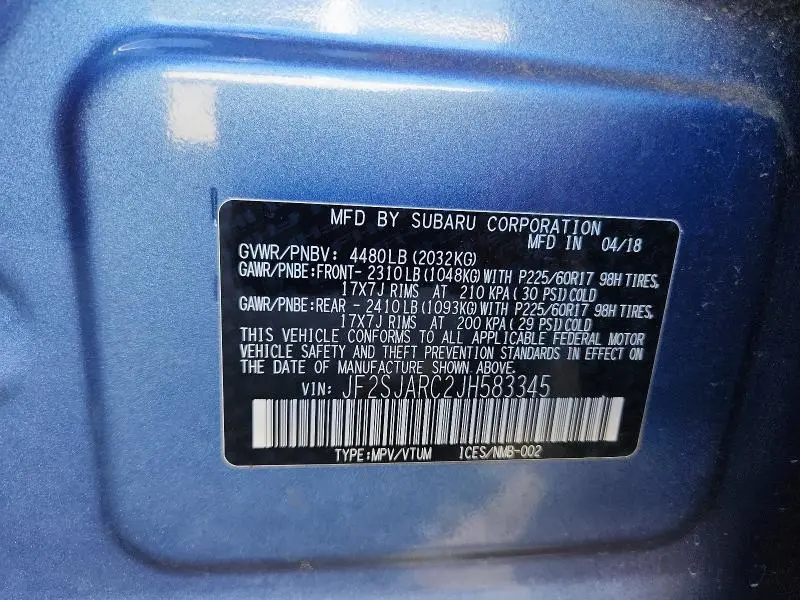 MFD BY SUBARU CORPORATION
MFD IN 04/18
GVWR/PNBV: 4480LB (2032KG)
GAWR/PNBE:FRONT- 2310LB(1048KG)WITH P225/60R17 98H TIRES,
17X7J RIMS AT 210 KPA( 30 PSI)COLD
GAWR/PNBE:REAR - 2410LB(1093KG)WITH P225/60R17 98H TIRES,
17X7J RIMS AT 200 KPA( 29 PSI)COLD
THIS VEHICLE CONFORMS TO ALL APPLICABLE FEDERAL MOTOR
VEHICLE SAFETY AND THEFT PREVENTION STANDARDS IN EFFECT ON
THE DATE OF MANUFACTURE SHOWN ABOVE.
VIN: JF2SJARC2JH583345
TYPE:MPV/VTUM ICES/NMB-002